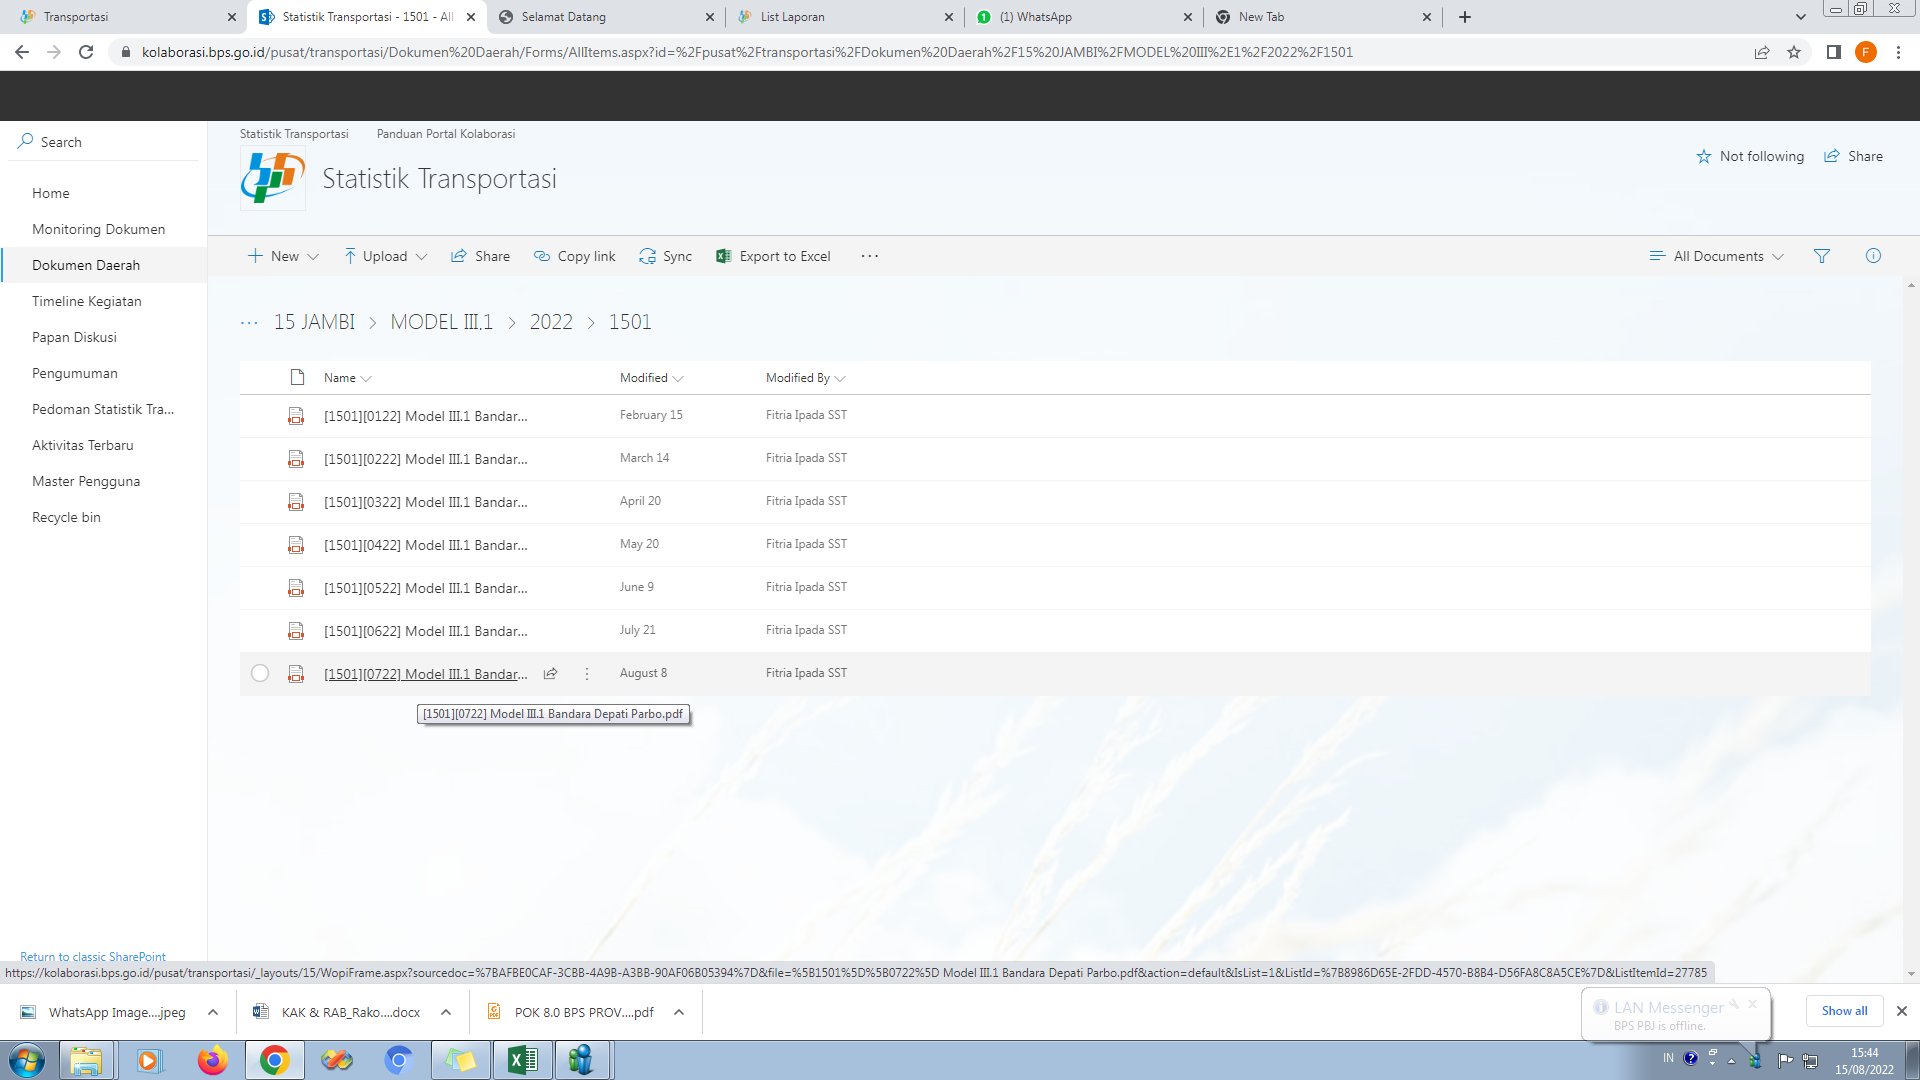 Transportasi
Statistik Transportasi - 1501 - All
Selamat Datang
List Laporan
(1) WhatsApp
New Tab
kolaborasi.bps.go.id/pusat/transportasi/Dokumen%20Daerah/Forms/AllItems.aspx?id=%2Fpusat%2Ftransportasi%2FDokumen%20Daerah%2F15%20JAMBI%2FMODEL%20III%2E1%2F2022%2F1501
F
Search
Statistik Transportasi
Panduan Portal Kolaborasi
Statistik Transportasi
Not following
Share
Home
Monitoring Dokumen
Dokumen Daerah
Timeline Kegiatan
Papan Diskusi
Pengumuman
Pedoman Statistik Tra...
Aktivitas Terbaru
Master Pengguna
Recycle bin
Return to classic SharePoint
New
Upload
Share
Copy link
Sync
Export to Excel
All Documents
15 JAMBI > MODEL III.1 > 2022 > 1501
Name Modified Modified By
[1501][0122] Model III.1 Bandar... February 15 Fitria Ipada SST
[1501][0222] Model III.1 Bandar... March 14 Fitria Ipada SST
[1501][0322] Model III.1 Bandar... April 20 Fitria Ipada SST
[1501][0422] Model III.1 Bandar... May 20 Fitria Ipada SST
[1501][0522] Model III.1 Bandar... June 9 Fitria Ipada SST
[1501][0622] Model III.1 Bandar... July 21 Fitria Ipada SST
[1501][0722] Model III.1 Bandar... August 8 Fitria Ipada SST
[1501][0722] Model III.1 Bandara Depati Parbo.pdf
https://kolaborasi.bps.go.id/pusat/transportasi/_layouts/15/WopiFrame.aspx?sourcedoc=%7BAFBE0CAF-3CBB-4A9B-A3BB-90AF06B05394%7D&file=%5B1501%5D%5B0722%5D Model III.1 Bandara Depati Parbo.pdf&action=default&IsList=1&ListId=%7B8986D65E-2FDD-4570-B8B4-D56FA8C8A5CE%7D&ListItemId=27785
WhatsApp Image....jpeg
KAK & RAB_Rako....docx
POK 8.0 BPS PROV....pdf
LAN Messenger
BPS PBJ is offline.
Show all
IN
15:44
15/08/2022